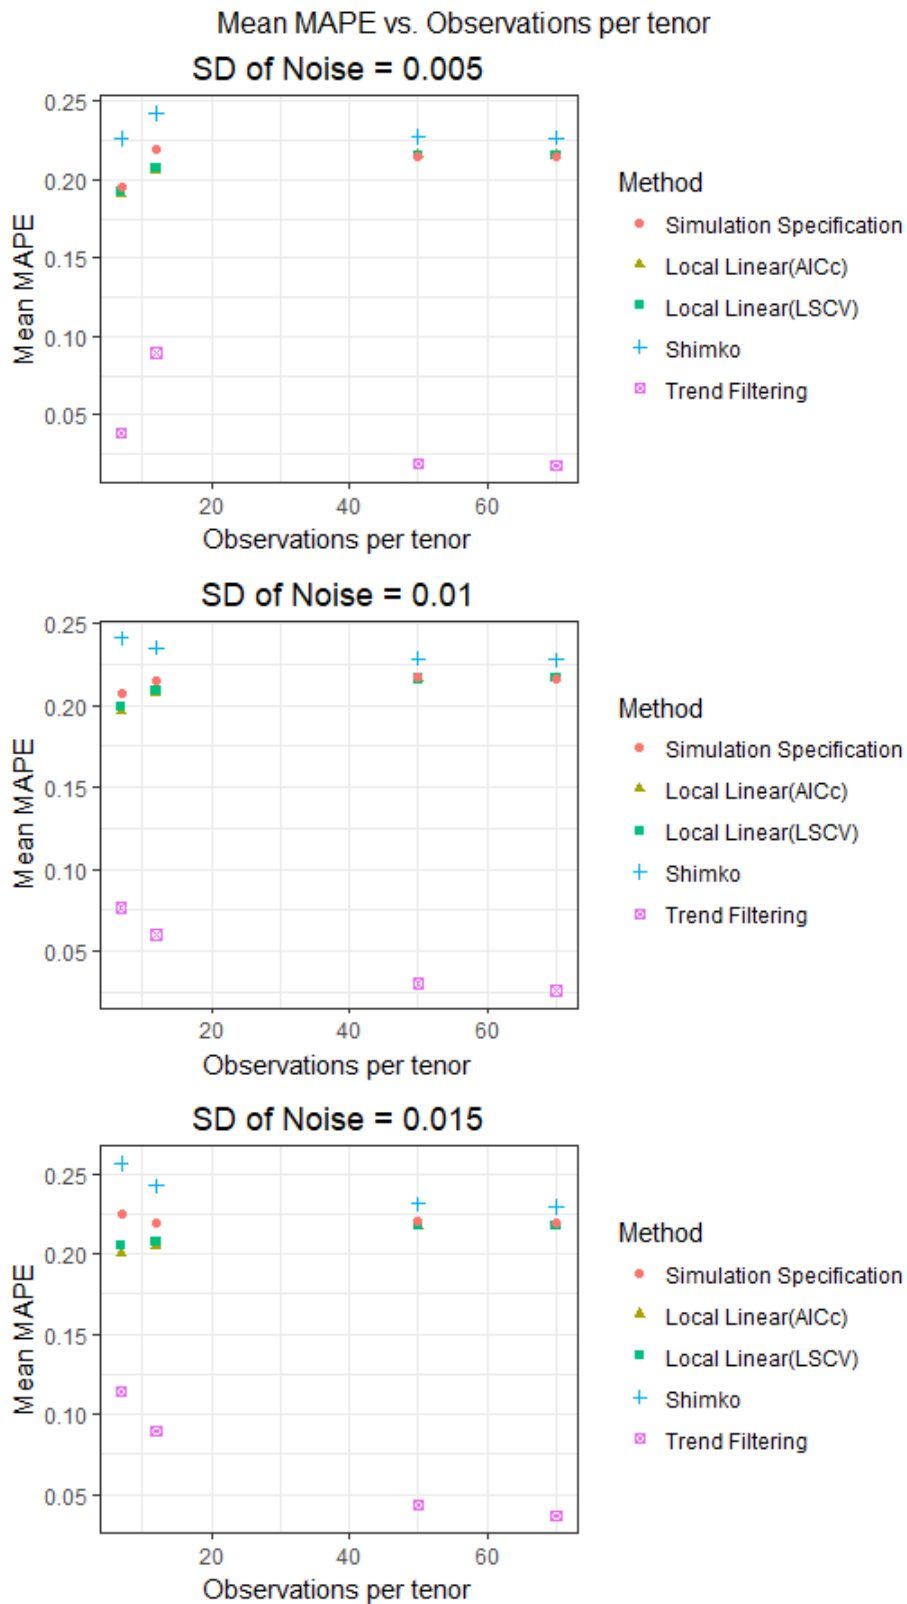 Mean MAPE vs. Observations per tenor
SD of Noise = 0.005
0.25
0.20
0.15
0.10
0.05
Mean MAPE
20 40 60
Observations per tenor
Method
Simulation Specification
Local Linear(AICc)
Local Linear(LSCV)
Shimko
Trend Filtering
SD of Noise = 0.01
0.25
0.20
0.15
0.10
0.05
Mean MAPE
20 40 60
Observations per tenor
Method
Simulation Specification
Local Linear(AICc)
Local Linear(LSCV)
Shimko
Trend Filtering
SD of Noise = 0.015
0.25
0.20
0.15
0.10
0.05
Mean MAPE
20 40 60
Observations per tenor
Method
Simulation Specification
Local Linear(AICc)
Local Linear(LSCV)
Shimko
Trend Filtering